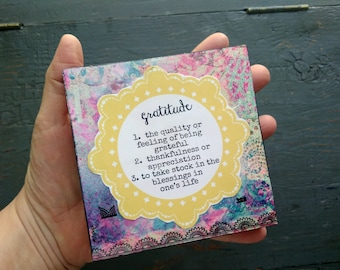 gratitude
1. the quality or
feeling of being
grateful
2. thankfulness or
appreciation
3. to take stock in the
blessings in
one's life